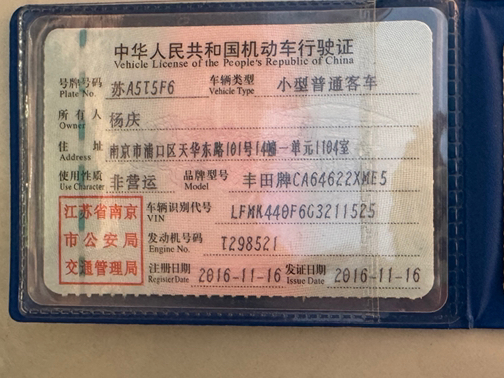 中华人民共和国机动车行驶证
Vehicle License of the People's Republic of China
号牌号码 苏A5T5F6 车辆类型 小型普通客车
Plate No. Vehicle Type
所有人 杨庆
Owner
住址 南京市浦口区天华东路101号14幢一单元1104室
Address
使用性质 非营运 品牌型号 丰田牌CA64622XME5
Use Character Model
江苏省南京
市公安局
交通管理局
车辆识别代号 LFMK440F6G3211525
VIN
发动机号码 T298521
Engine No.
注册日期 2016-11-16 发证日期 2016-11-16
Register Date Issue Date